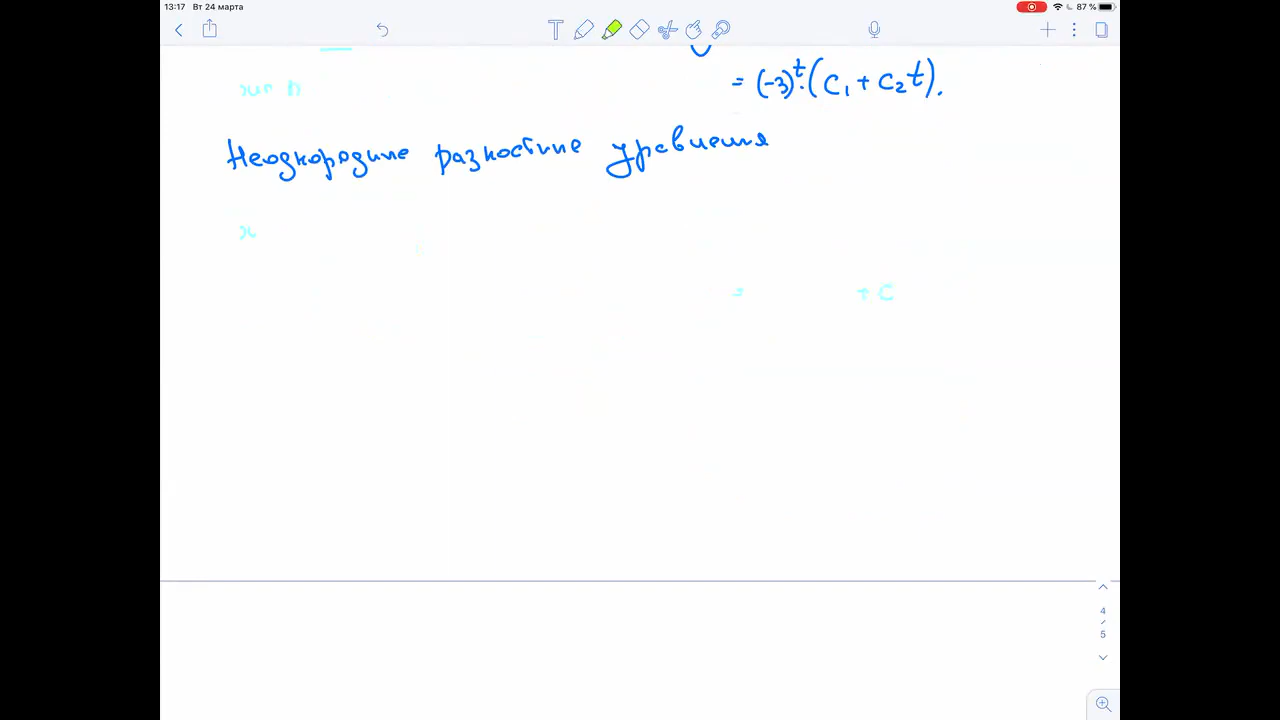 13:17 Вт 24 марта 87 %
= (-3)^t · (C₁ + C₂t).
Неоднородные разностные уравнения
= + C
4
5